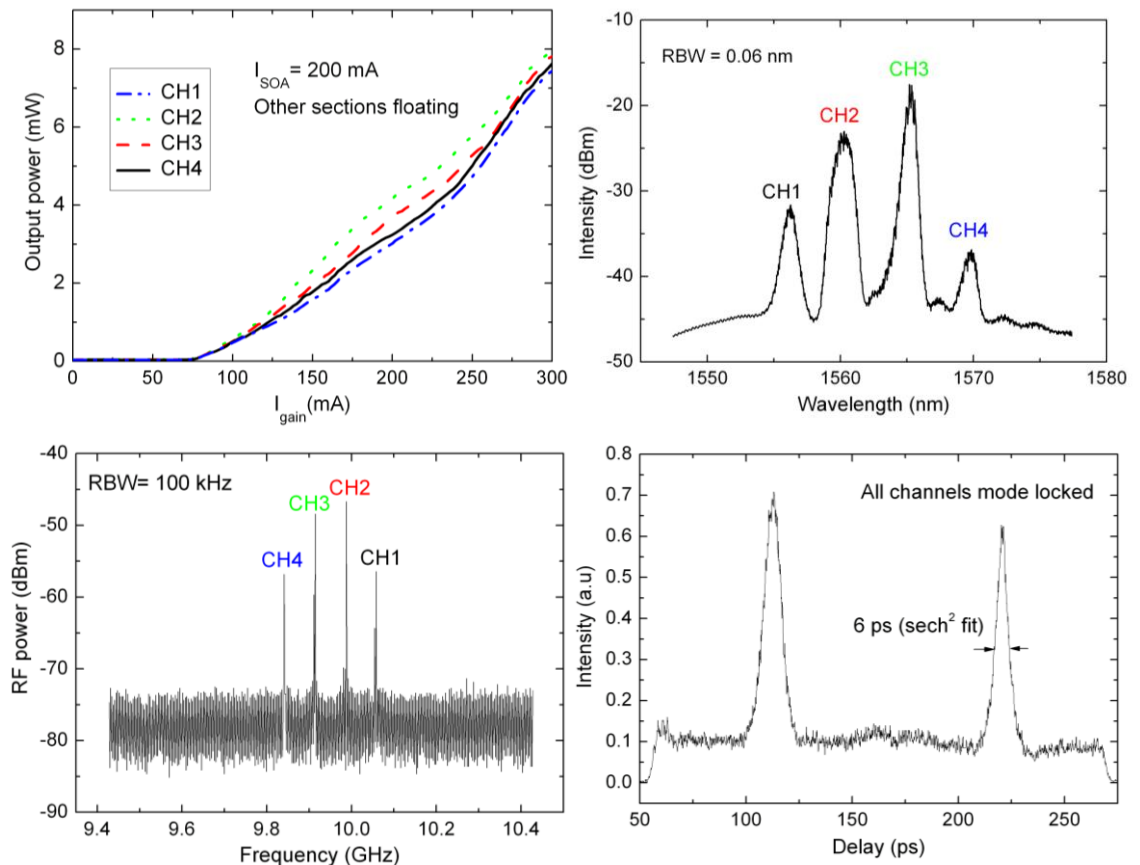 8
6
4
2
0
Output power (mW)
CH1
CH2
CH3
CH4
I_SOA = 200 mA
Other sections floating
0 50 100 150 200 250 300
I_gain(mA)
-10
-20
-30
-40
-50
Intensity (dBm)
RBW = 0.06 nm
CH3
CH2
CH1
CH4
1550 1560 1570 1580
Wavelength (nm)
-40
-50
-60
-70
-80
-90
RF power (dBm)
RBW= 100 kHz
CH2
CH3
CH4
CH1
9.4 9.6 9.8 10.0 10.2 10.4
Frequency (GHz)
0.8
0.7
0.6
0.5
0.4
0.3
0.2
0.1
0.0
Intensity (a.u)
All channels mode locked
6 ps (sech² fit)
50 100 150 200 250
Delay (ps)